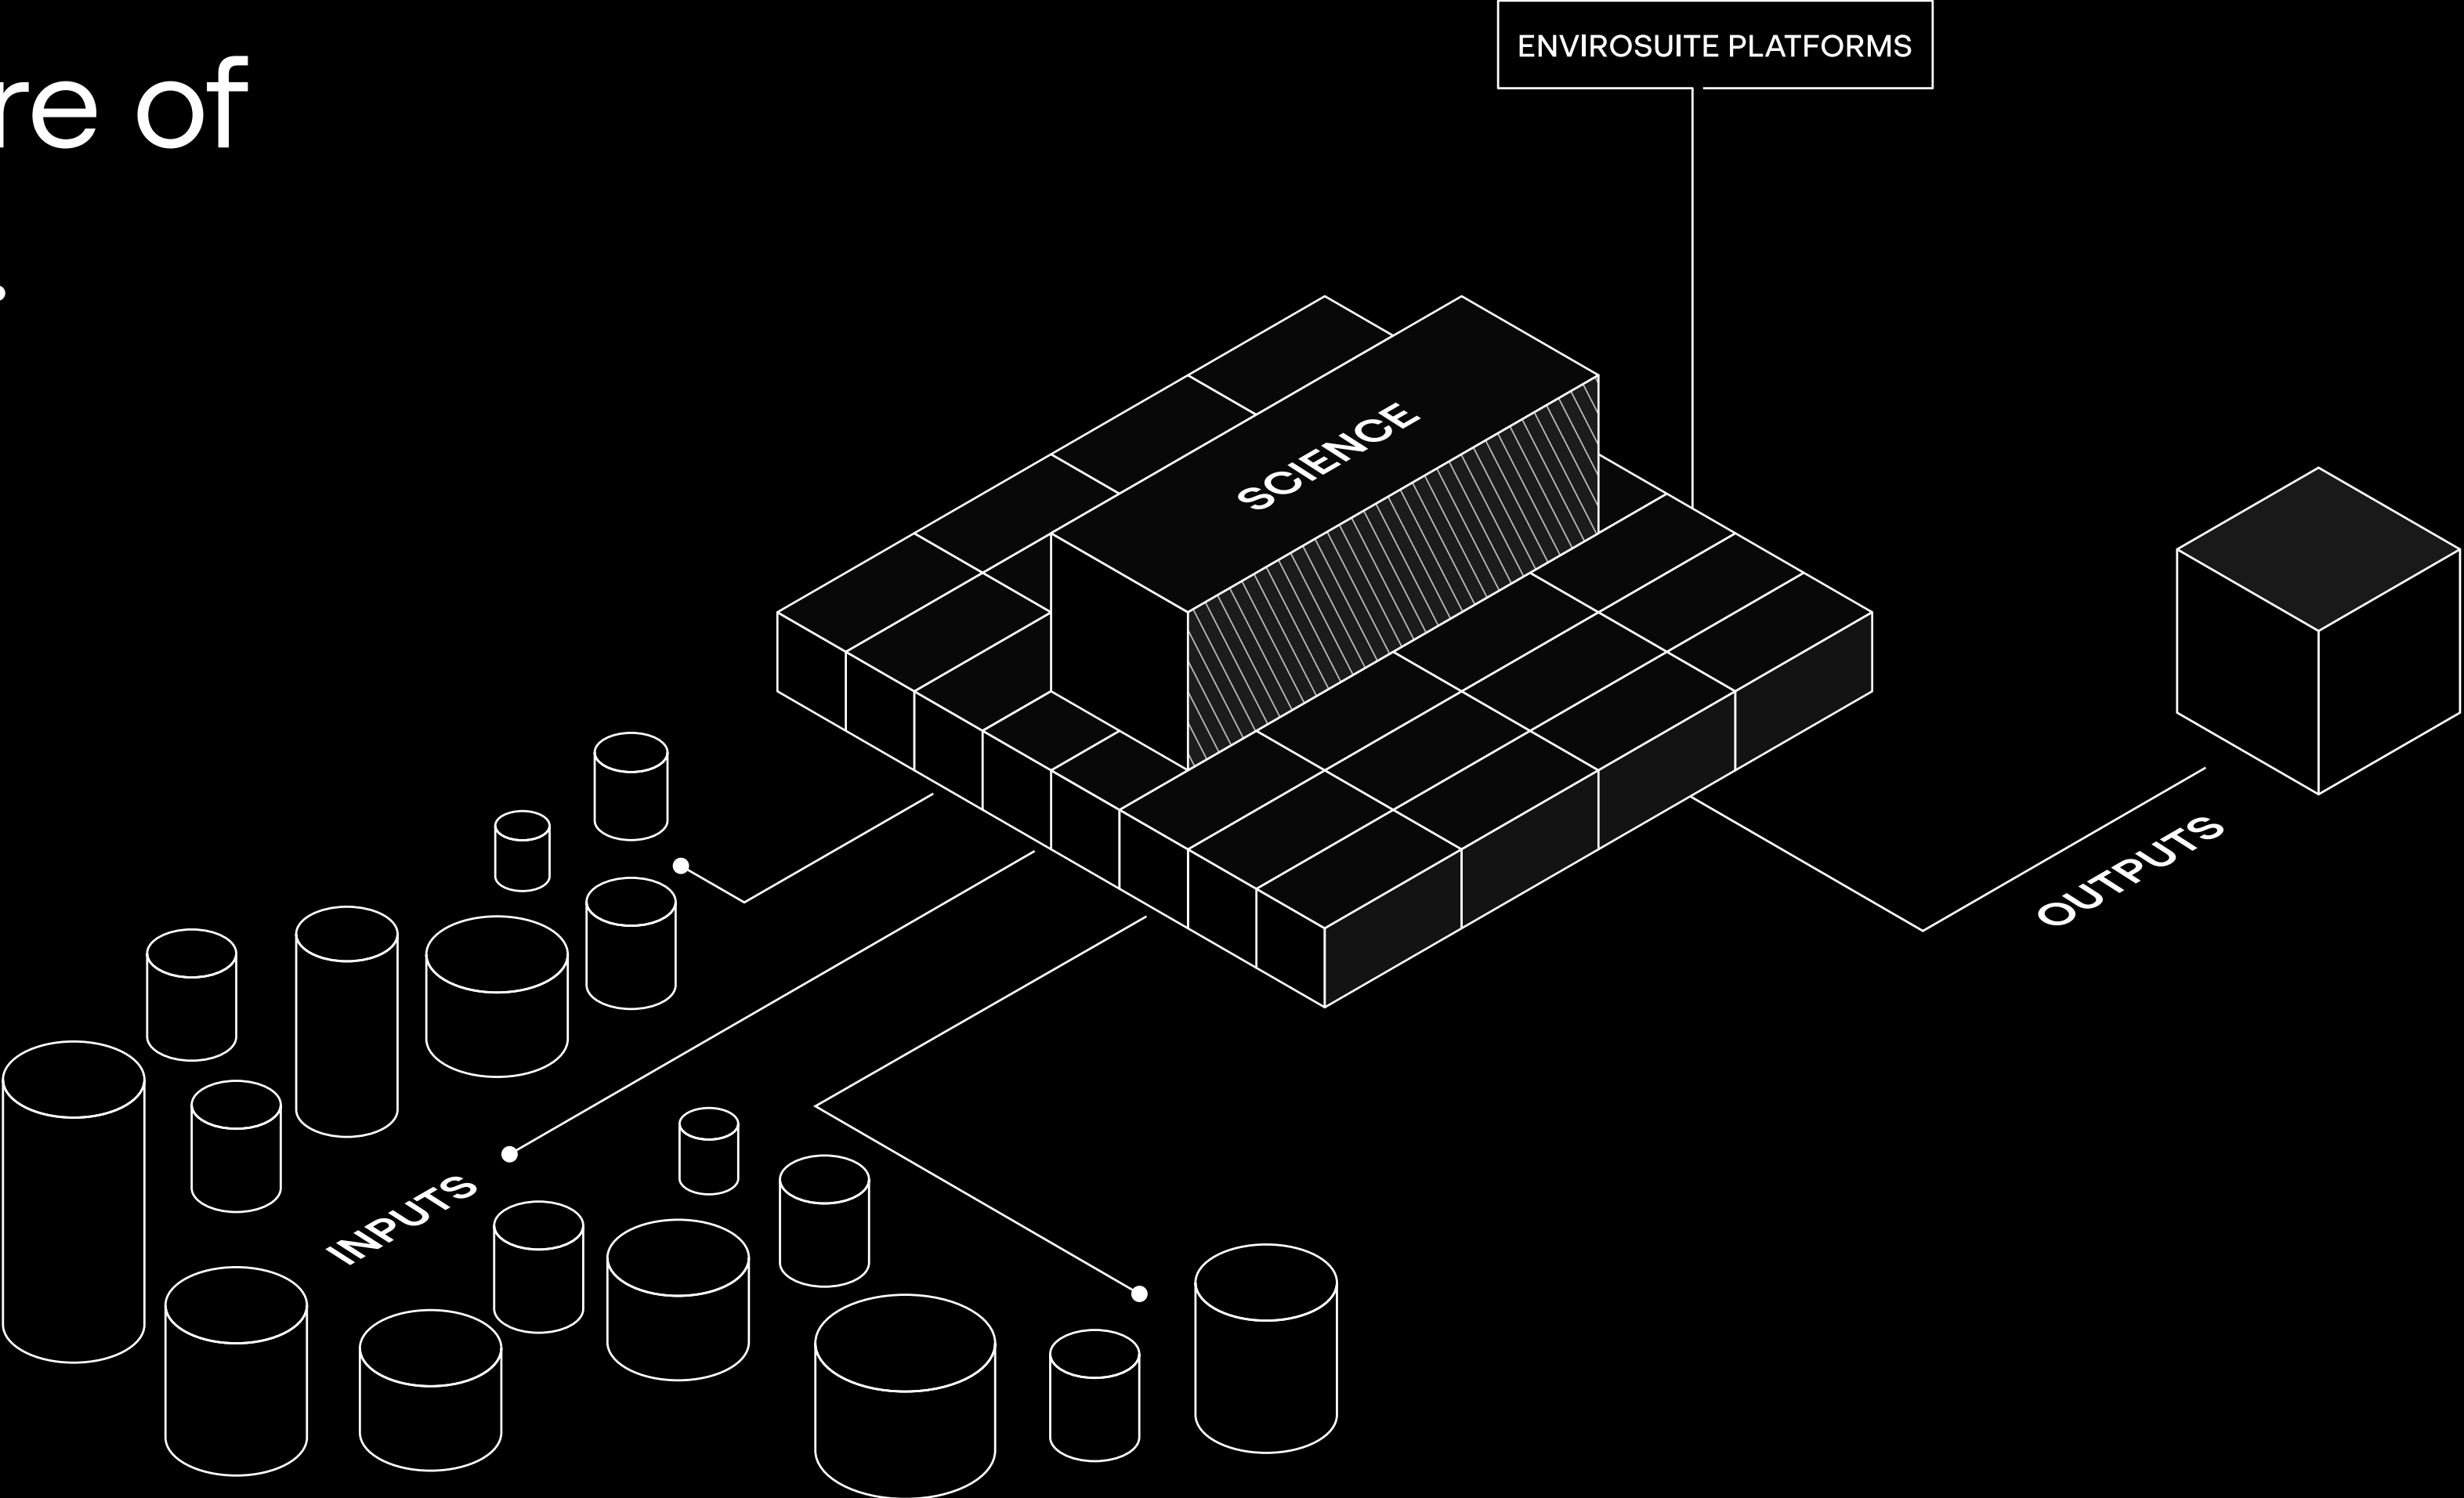 re of
ENVIROSUITE PLATFORMS
SCIENCE
OUTPUTS
INPUTS